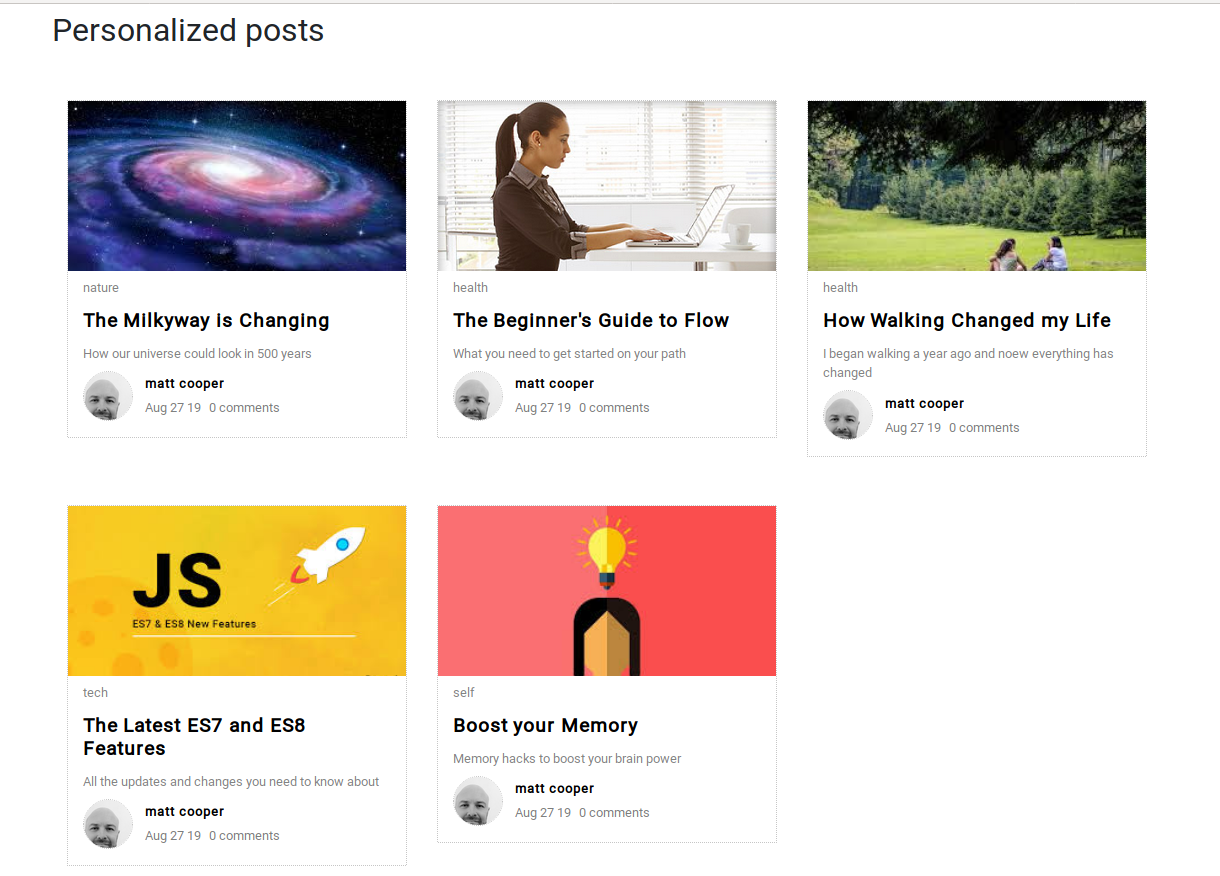 Personalized posts
nature
The Milkyway is Changing
How our universe could look in 500 years
matt cooper
Aug 27 19 0 comments
health
The Beginner's Guide to Flow
What you need to get started on your path
matt cooper
Aug 27 19 0 comments
health
How Walking Changed my Life
I began walking a year ago and noew everything has
changed
matt cooper
Aug 27 19 0 comments
JS
ES7 & ES8 New Features
tech
The Latest ES7 and ES8
Features
All the updates and changes you need to know about
matt cooper
Aug 27 19 0 comments
self
Boost your Memory
Memory hacks to boost your brain power
matt cooper
Aug 27 19 0 comments